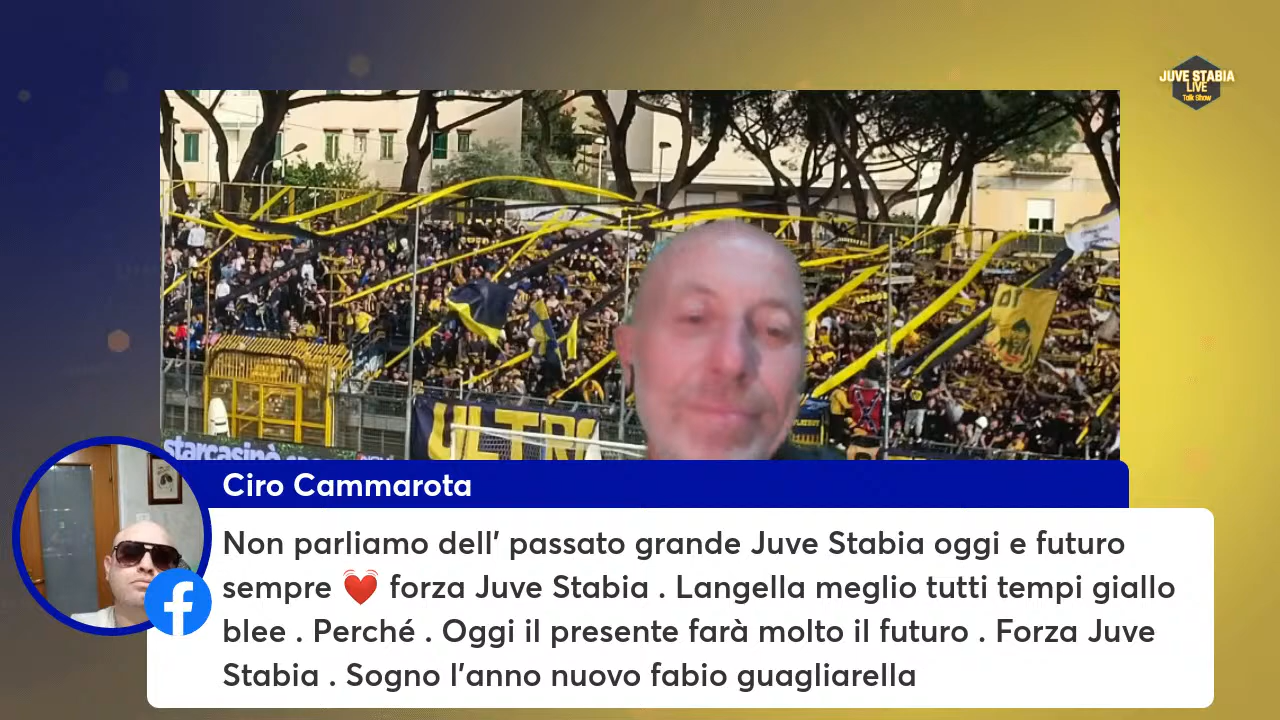 JUVE STABIA
LIVE
Talk Show
ULTR
starcasinò
Ciro Cammarota
Non parliamo dell' passato grande Juve Stabia oggi e futuro
sempre ❤️ forza Juve Stabia . Langella meglio tutti tempi giallo
blee . Perché . Oggi il presente farà molto il futuro . Forza Juve
Stabia . Sogno l'anno nuovo fabio guagliarella